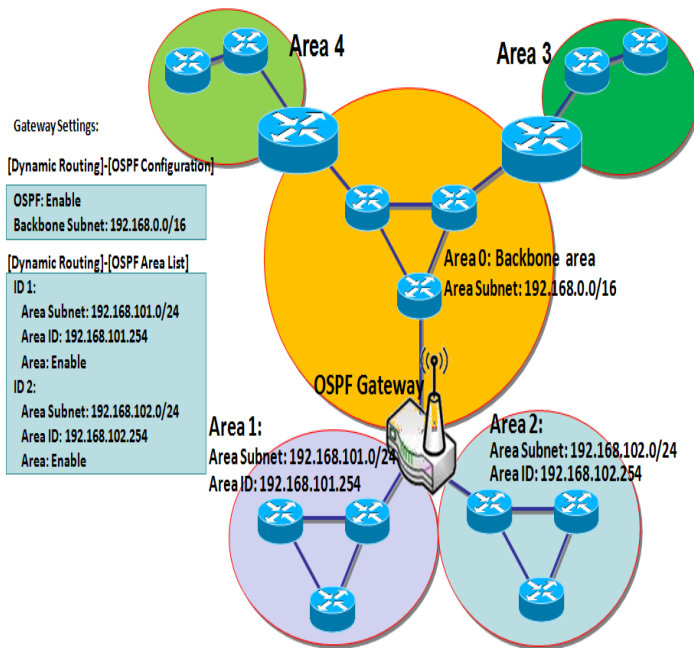 Area 4
Area 3
Gateway Settings:
[Dynamic Routing]-[OSPF Configuration]
OSPF: Enable
Backbone Subnet: 192.168.0.0/16
[Dynamic Routing]-[OSPF Area List]
ID 1:
Area Subnet: 192.168.101.0/24
Area ID: 192.168.101.254
Area: Enable
ID 2:
Area Subnet: 192.168.102.0/24
Area ID: 192.168.102.254
Area: Enable
Area 0: Backbone area
Area Subnet: 192.168.0.0/16
OSPF Gateway
Area 1:
Area Subnet: 192.168.101.0/24
Area ID: 192.168.101.254
Area 2:
Area Subnet: 192.168.102.0/24
Area ID: 192.168.102.254